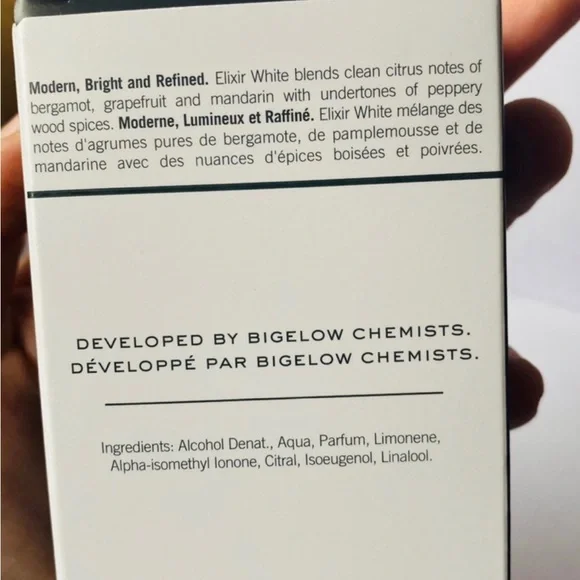 Modern, Bright and Refined. Elixir White blends clean citrus notes of
bergamot, grapefruit and mandarin with undertones of peppery
wood spices. Moderne, Lumineux et Raffiné. Elixir White mélange des
notes d'agrumes pures de bergamote, de pamplemousse et de
mandarine avec des nuances d'épices boisées et poivrées.
DEVELOPED BY BIGELOW CHEMISTS.
DÉVELOPPÉ PAR BIGELOW CHEMISTS.
Ingredients: Alcohol Denat., Aqua, Parfum, Limonene,
Alpha-isomethyl Ionone, Citral, Isoeugenol, Linalool.